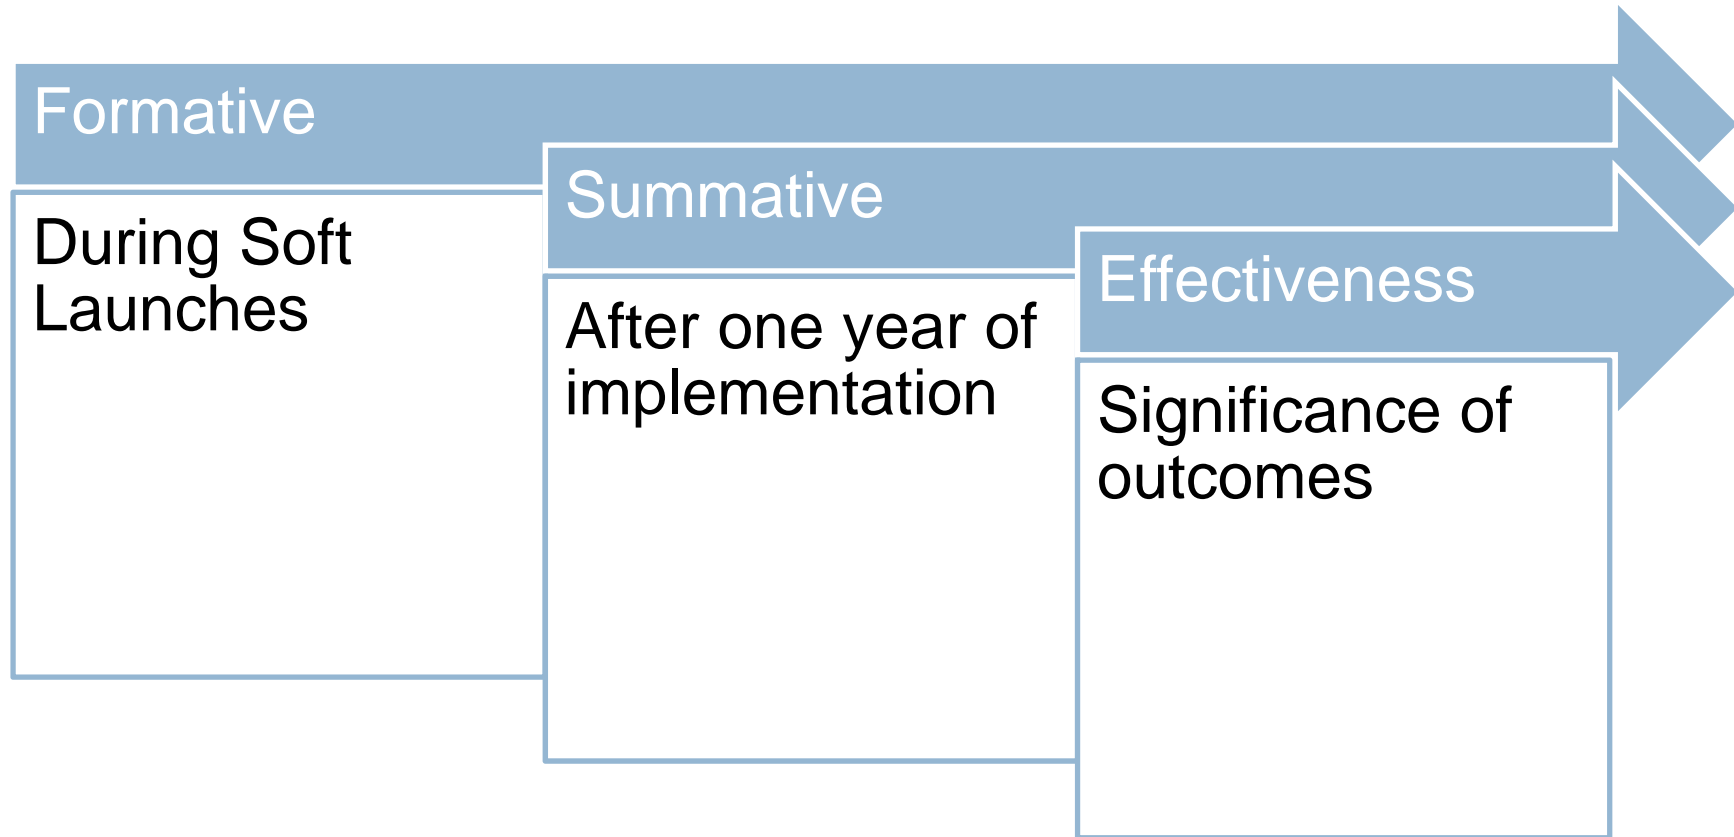 Formative
During Soft
Launches
Summative
After one year of
implementation
Effectiveness
Significance of
outcomes